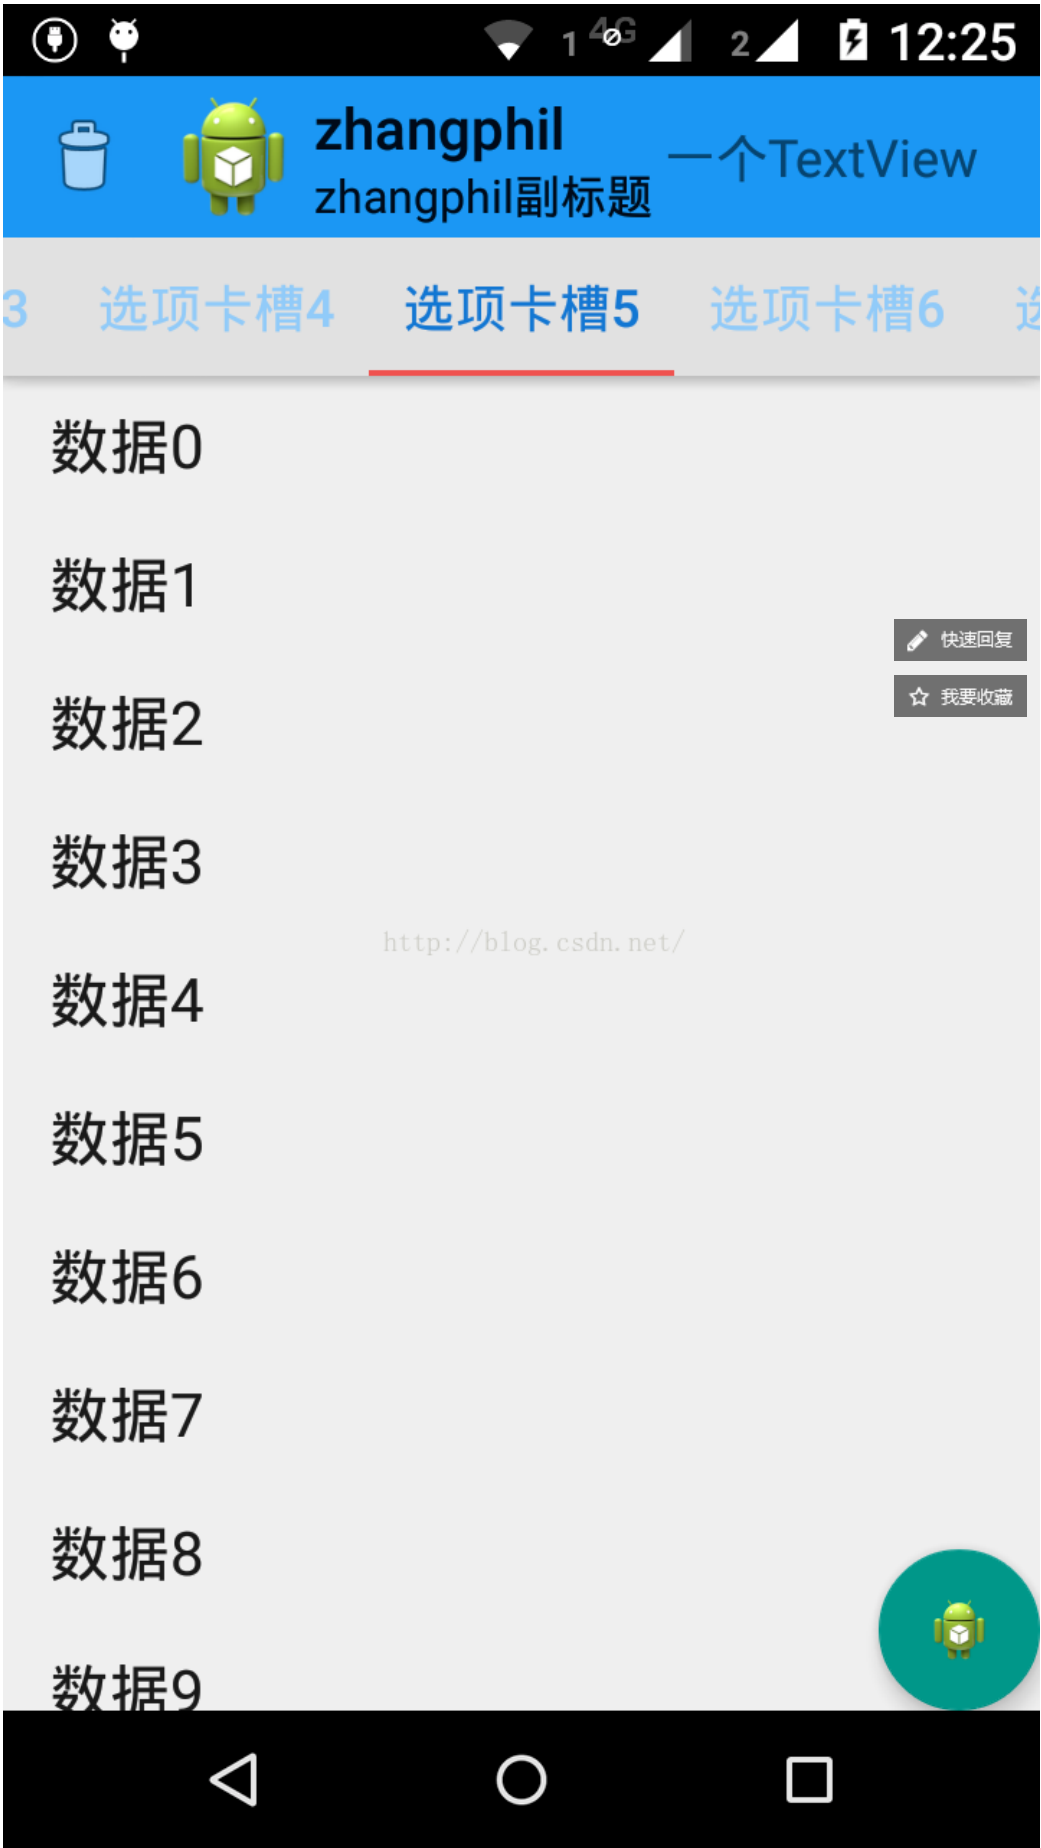 1 4G 2 12:25
zhangphil
zhangphil副标题
一个TextView
3 选项卡槽4 选项卡槽5 选项卡槽6 选
数据0
数据1
快速回复
我要收藏
数据2
数据3
http://blog.csdn.net/
数据4
数据5
数据6
数据7
数据8
数据9